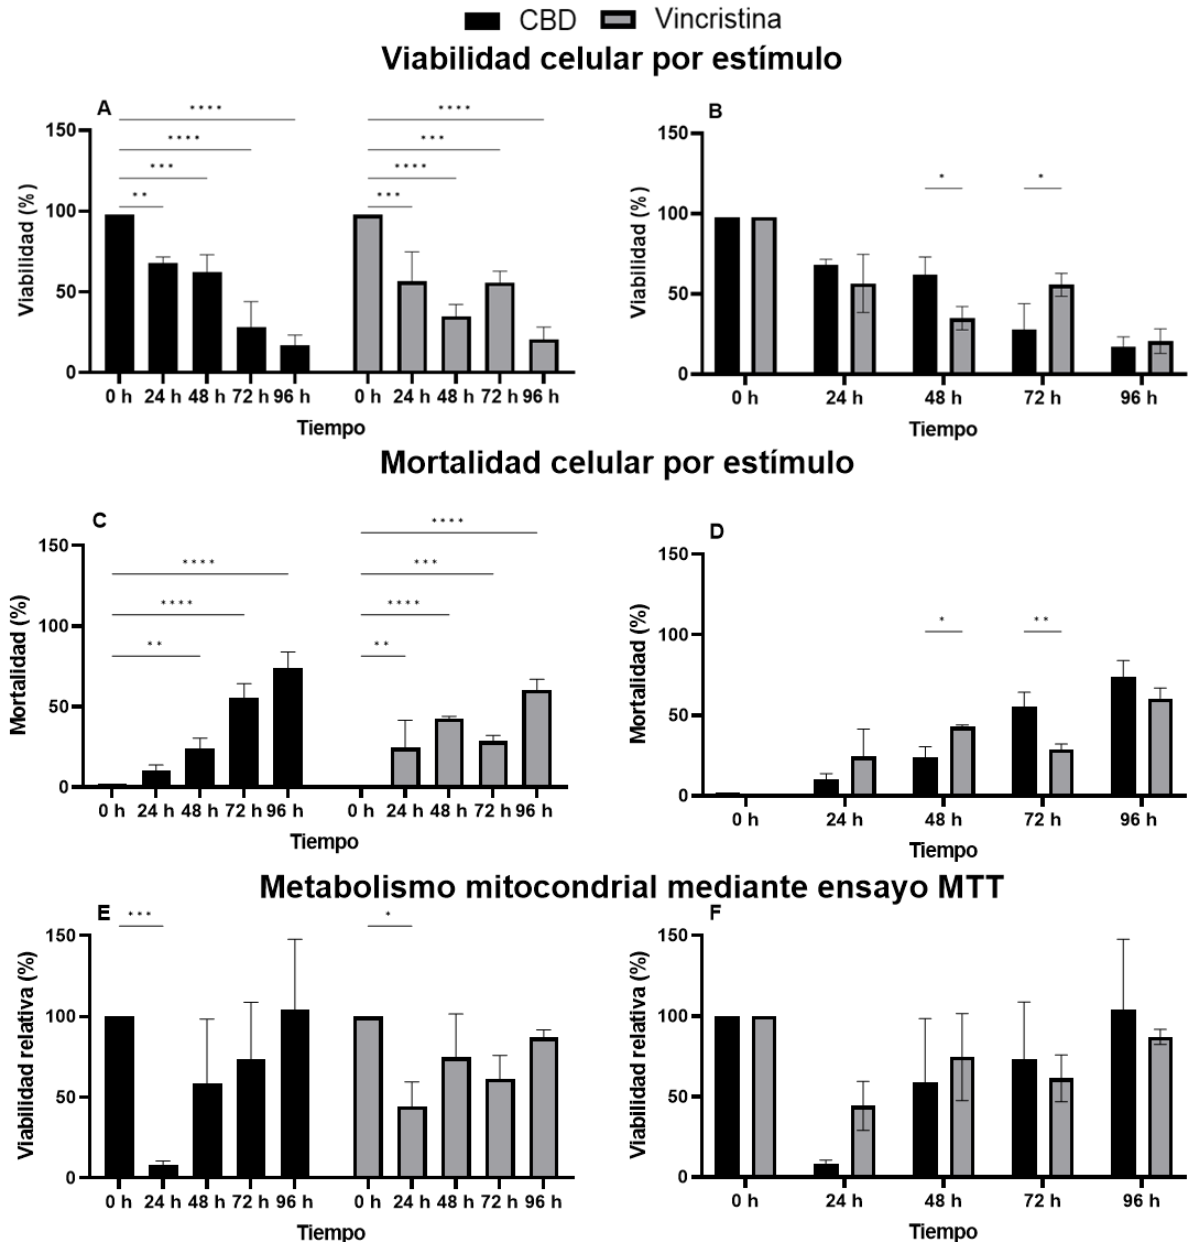 CBD Vincristina
Viabilidad celular por estímulo
A
****
****
***
**
****
***
****
***
150
100
50
0
Viabilidad (%)
0 h 24 h 48 h 72 h 96 h
0 h 24 h 48 h 72 h 96 h
Tiempo
B
*
*
150
100
50
0
Viabilidad (%)
0 h 24 h 48 h 72 h 96 h
Tiempo
Mortalidad celular por estímulo
C
****
****
**
****
***
****
**
150
100
50
0
Mortalidad (%)
0 h 24 h 48 h 72 h 96 h
0 h 24 h 48 h 72 h 96 h
Tiempo
D
*
**
150
100
50
0
Mortalidad (%)
0 h 24 h 48 h 72 h 96 h
Tiempo
Metabolismo mitocondrial mediante ensayo MTT
E
***
*
150
100
50
0
Viabilidad relativa (%)
0 h 24 h 48 h 72 h 96 h
0 h 24 h 48 h 72 h 96 h
Tiempo
F
150
100
50
0
Viabilidad relativa (%)
0 h 24 h 48 h 72 h 96 h
Tiempo